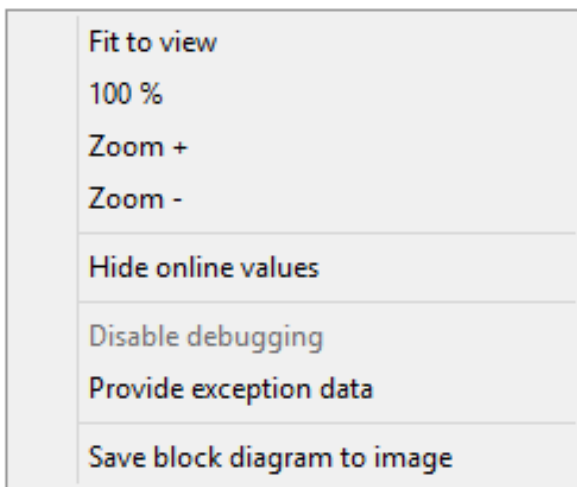 Fit to view
100 %
Zoom +
Zoom -
Hide online values
Disable debugging
Provide exception data
Save block diagram to image